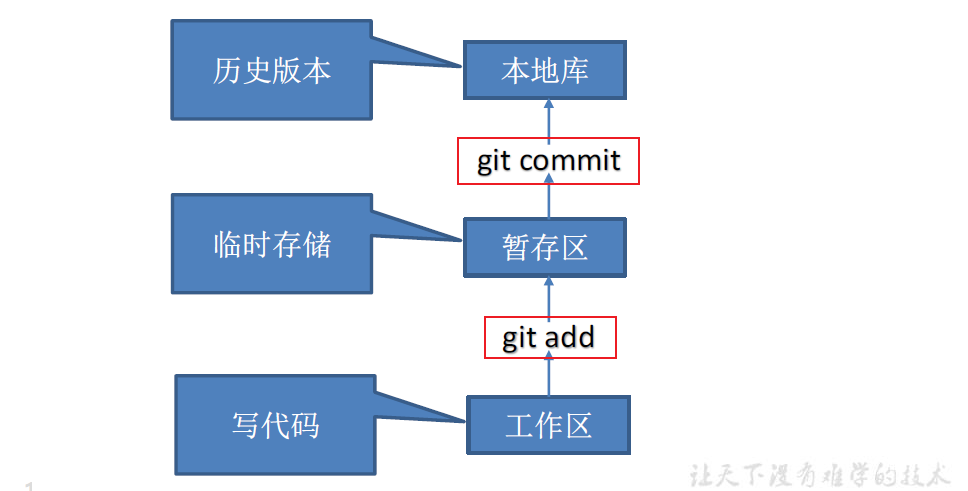 历史版本
本地库
git commit
临时存储
暂存区
git add
写代码
工作区
让天下没有难学的技术
1